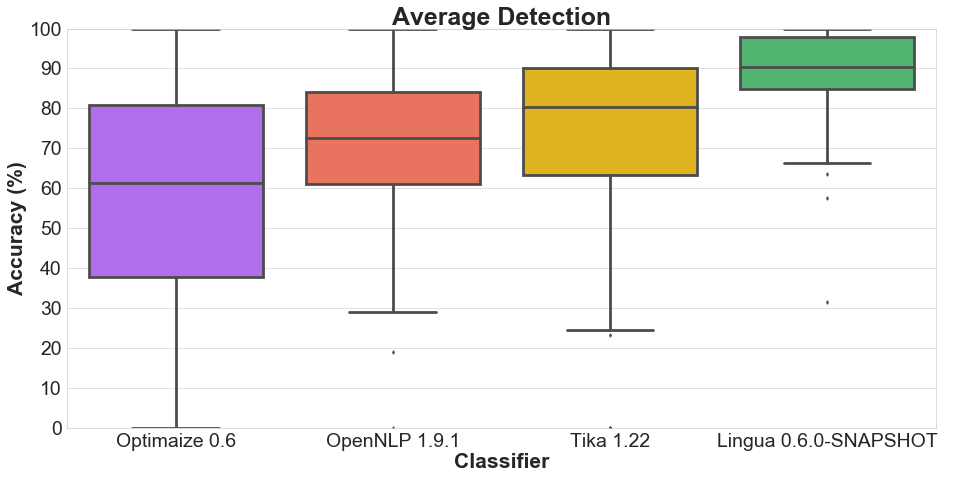 Average Detection
Accuracy (%)
100
90
80
70
60
50
40
30
20
10
0
Optimaize 0.6
OpenNLP 1.9.1
Tika 1.22
Lingua 0.6.0-SNAPSHOT
Classifier